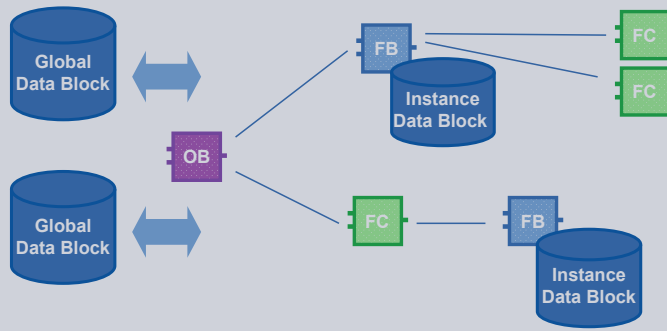 Global
Data Block
FB
FC
FC
Instance
Data Block
OB
Global
Data Block
FC
FB
Instance
Data Block